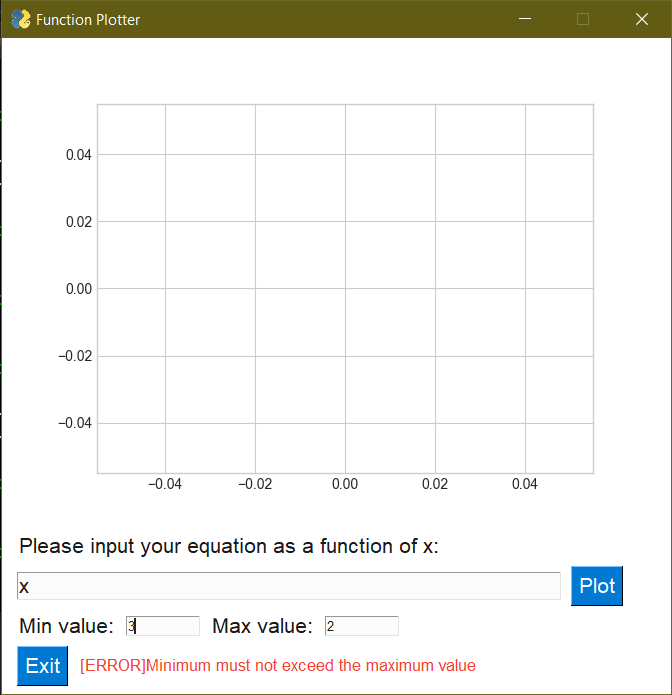 Function Plotter
0.04
0.02
0.00
−0.02
−0.04
−0.04 −0.02 0.00 0.02 0.04
Please input your equation as a function of x:
x Plot
Min value: 3 Max value: 2
Exit [ERROR]Minimum must not exceed the maximum value